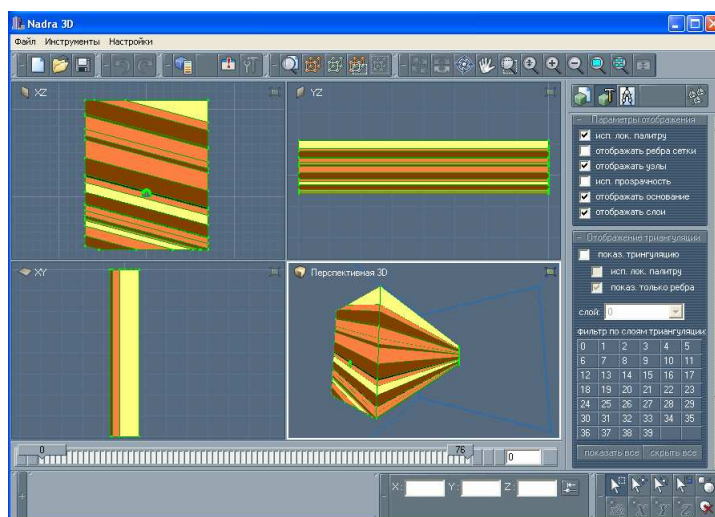 Nadra 3D
Файл Инструменты Настройки
XZ
YZ
Параметры отображения
исп. лок. палитру
отображать ребра сетки
отображать узлы
исп. прозрачность
отображать основание
отображать слои
Отображение триангуляции
показ. трингуляцию
исп. лок. палитру
показ. только ребра
слой: 0
Фильтр по слоям триангуляции
0 1 2 3 4 5
6 7 8 9 10 11
12 13 14 15 16 17
18 19 20 21 22 23
24 25 26 27 28 29
30 31 32 33 34 35
36 37 38 39
показать все скрыть все
XY
Перспективная 3D
0 76 0
X: Y: Z: